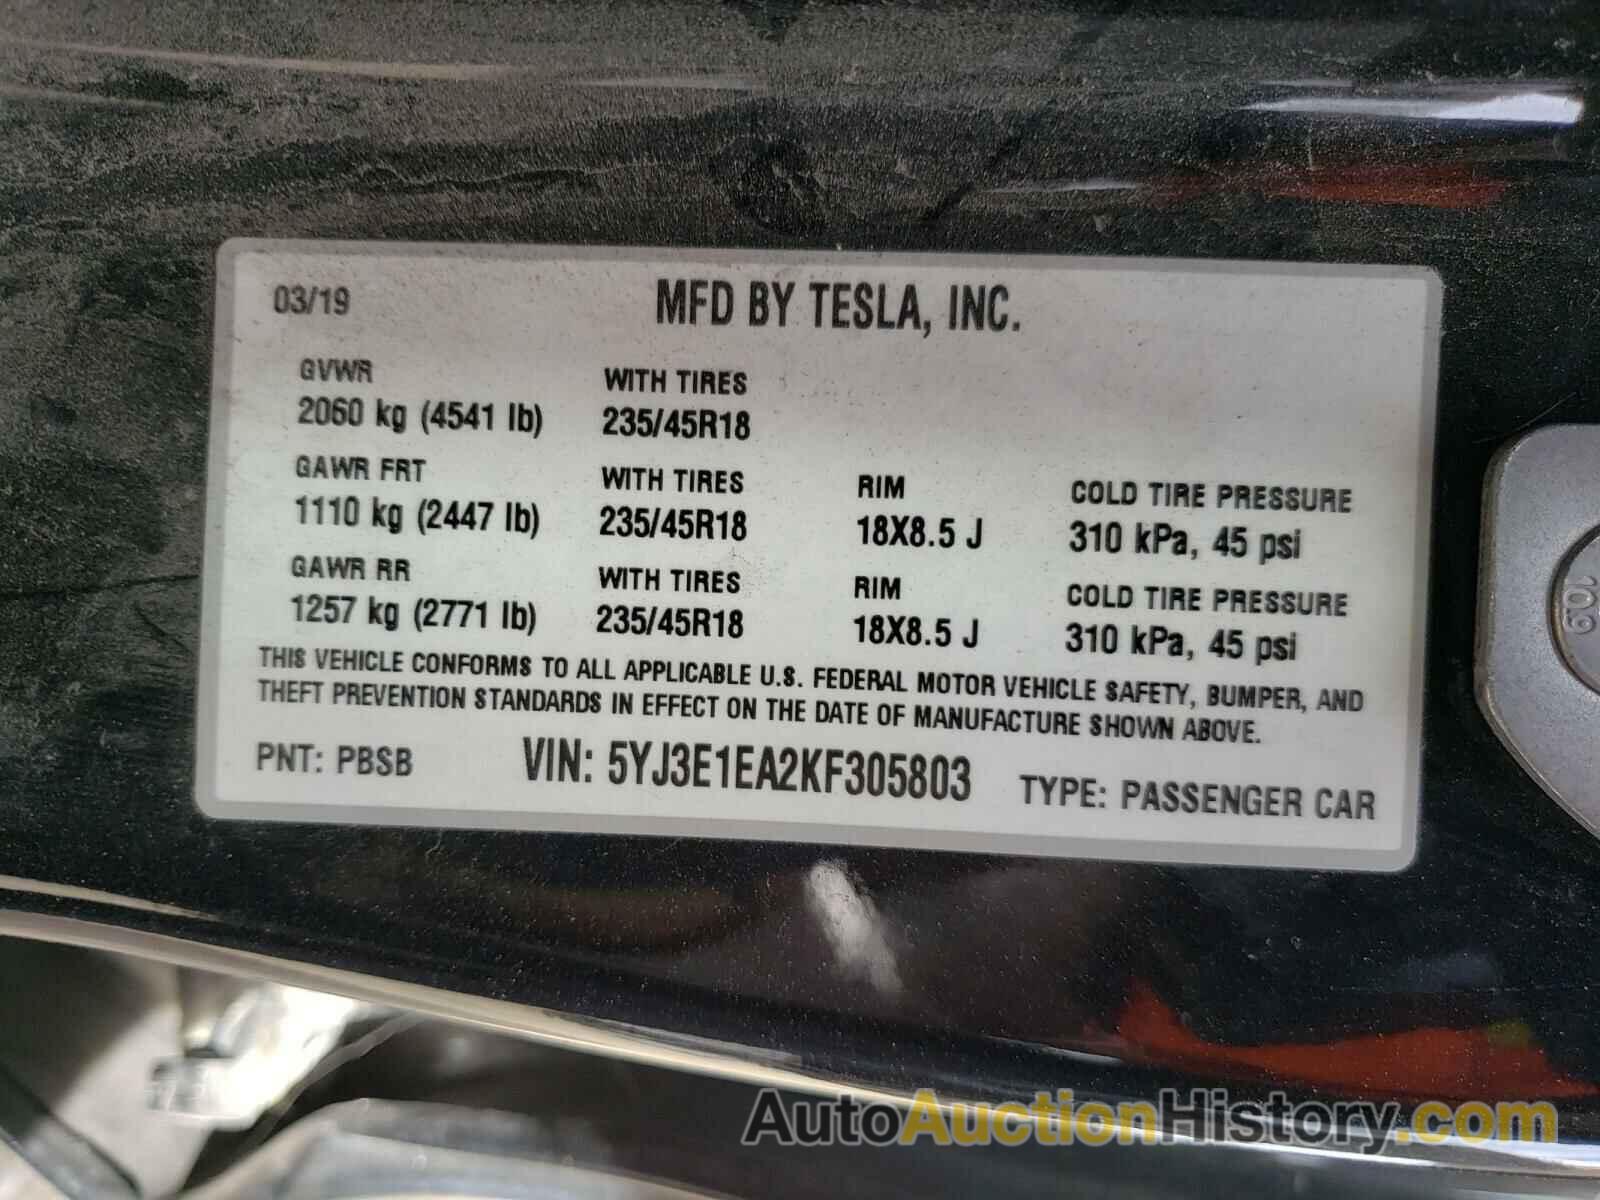 03/19 MFD BY TESLA, INC.
GVWR WITH TIRES
2060 kg (4541 lb) 235/45R18
GAWR FRT WITH TIRES RIM COLD TIRE PRESSURE
1110 kg (2447 lb) 235/45R18 18X8.5 J 310 kPa, 45 psi
GAWR RR WITH TIRES RIM COLD TIRE PRESSURE
1257 kg (2771 lb) 235/45R18 18X8.5 J 310 kPa, 45 psi
THIS VEHICLE CONFORMS TO ALL APPLICABLE U.S. FEDERAL MOTOR VEHICLE SAFETY, BUMPER, AND
THEFT PREVENTION STANDARDS IN EFFECT ON THE DATE OF MANUFACTURE SHOWN ABOVE.
PNT: PBSB VIN: 5YJ3E1EA2KF305803 TYPE: PASSENGER CAR
10.9
AutoAuctionHistory.com